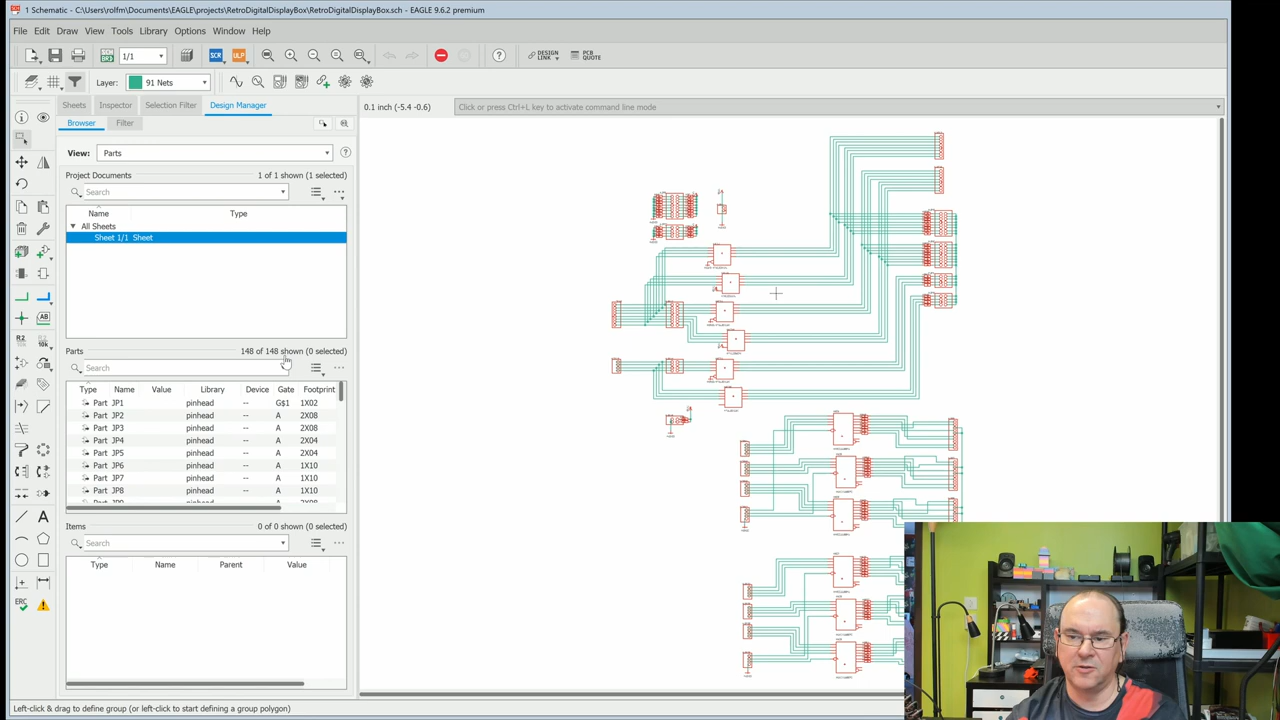 1 Schematic - C:\Users\rolfm\Documents\EAGLE\projects\RetroDigitalDisplayBox\RetroDigitalDisplayBox.sch - EAGLE 9.6.2 premium
File Edit Draw View Tools Library Options Window Help
1/1 SCR ULP DESIGN LINK PCB QUOTE
Layer: 91 Nets
Sheets Inspector Selection Filter Design Manager
0.1 inch (-5.4 -0.6) Click or press Ctrl+L key to activate command line mode
Browser Filter
View: Parts
Project Documents 1 of 1 shown (1 selected)
Search
Name Type
All Sheets
Sheet 1/1 Sheet
Parts 148 of 148 shown (0 selected)
Search
Type Name Value Library Device Gate Footprint
Part JP1 pinhead -- G$1 1X02
Part JP2 pinhead -- A 2X08
Part JP3 pinhead -- A 2X08
Part JP4 pinhead -- A 2X04
Part JP5 pinhead -- A 2X04
Part JP6 pinhead -- A 1X10
Part JP7 pinhead -- A 1X10
Part JP8 pinhead -- A 1X10
Items 0 of 0 shown (0 selected)
Search
Type Name Parent Value
ERC
Left-click & drag to define group (or left-click to start defining a group polygon)